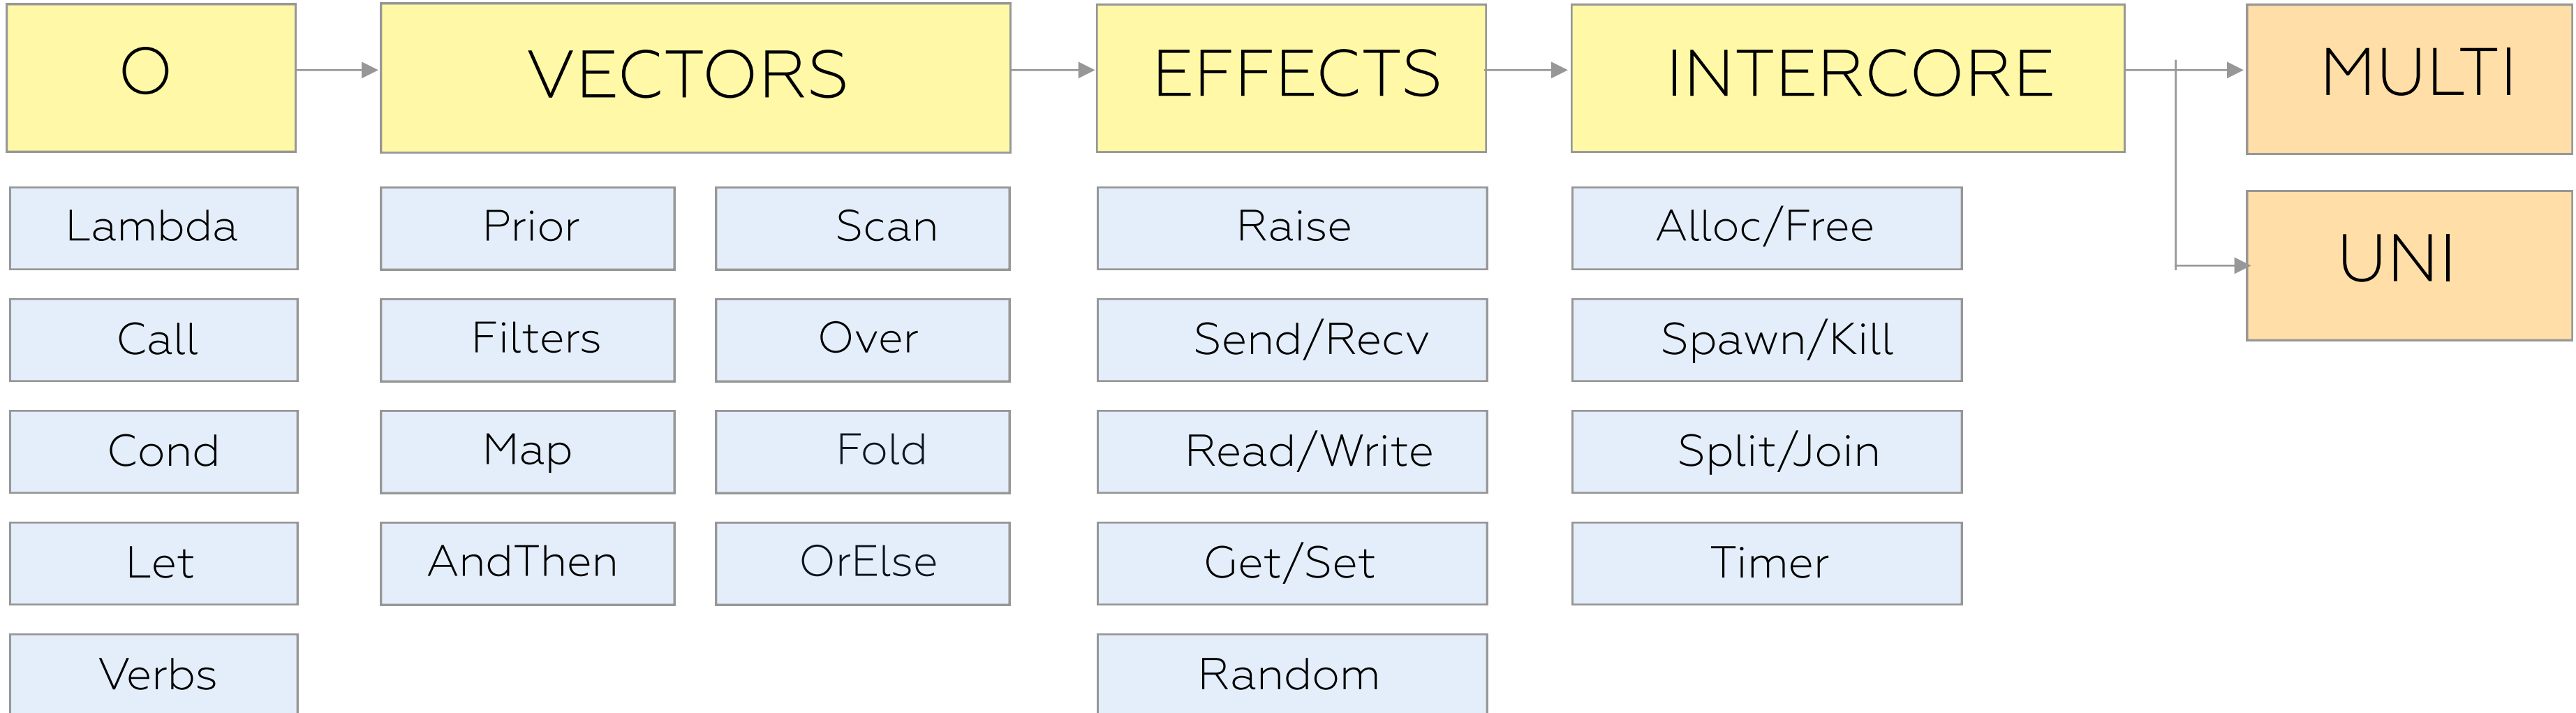 O
VECTORS
EFFECTS
INTERCORE
MULTI
UNI
Lambda
Call
Cond
Let
Verbs
Prior
Filters
Map
AndThen
Scan
Over
Fold
OrElse
Raise
Send/Recv
Read/Write
Get/Set
Random
Alloc/Free
Spawn/Kill
Split/Join
Timer